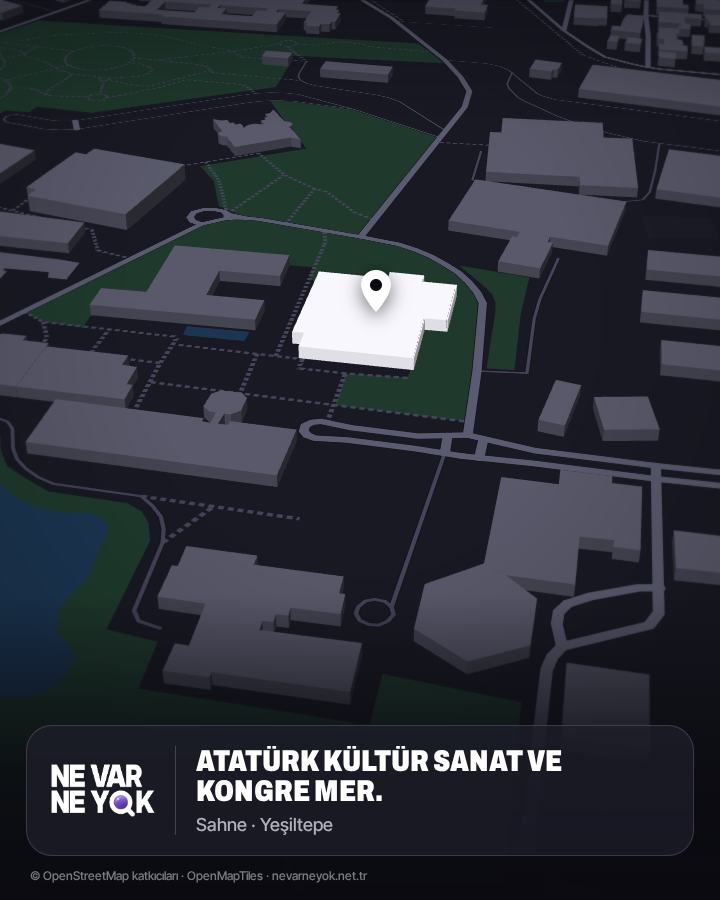 NE VAR
NE YOK
ATATÜRK KÜLTÜR SANAT VE
KONGRE MER.
Sahne · Yeşiltepe
© OpenStreetMap katkıcıları · OpenMapTiles · nevarneyok.net.tr